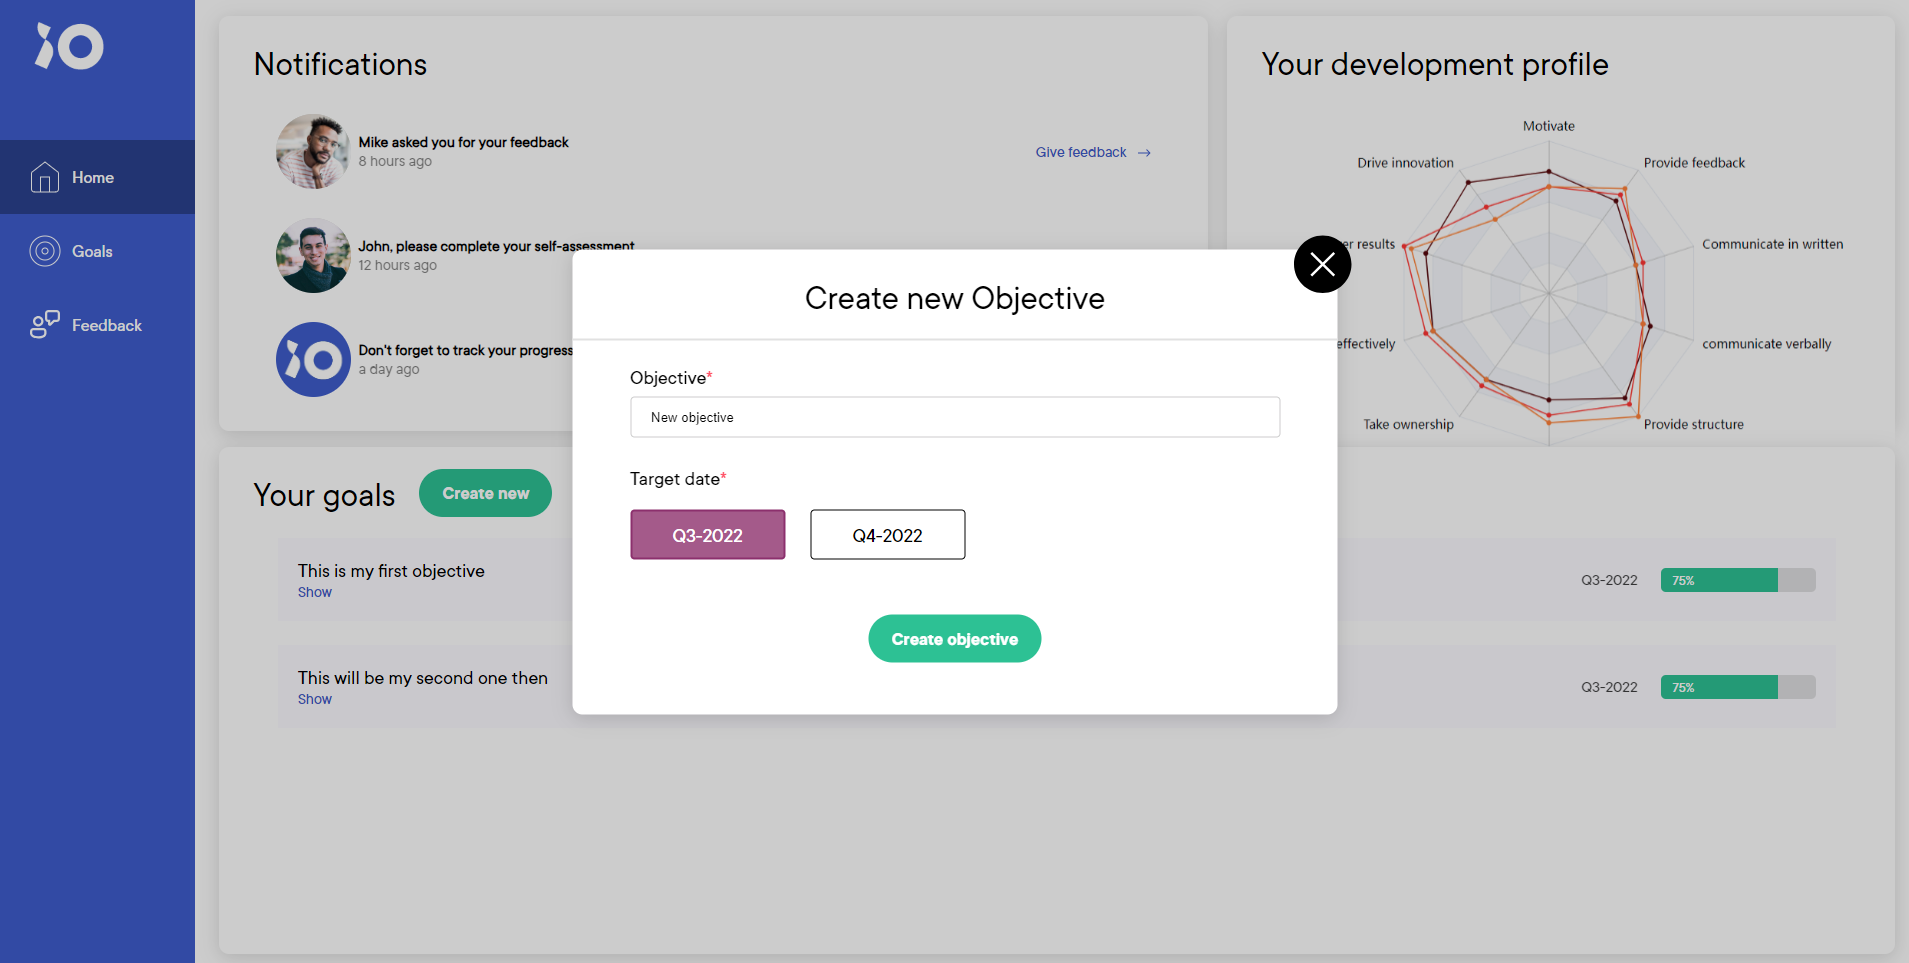 Home
Goals
Feedback
Notifications
Mike asked you for your feedback
8 hours ago
Give feedback
John, please complete your self-assessment
12 hours ago
Don't forget to track your progress
a day ago
Your development profile
Motivate
Drive innovation
Provide feedback
results
Communicate in written
effectively
communicate verbally
Take ownership
Provide structure
Your goals
Create new
This is my first objective
Show
Q3-2022
75%
This will be my second one then
Show
Q3-2022
75%
Create new Objective
Objective*
New objective
Target date*
Q3-2022
Q4-2022
Create objective